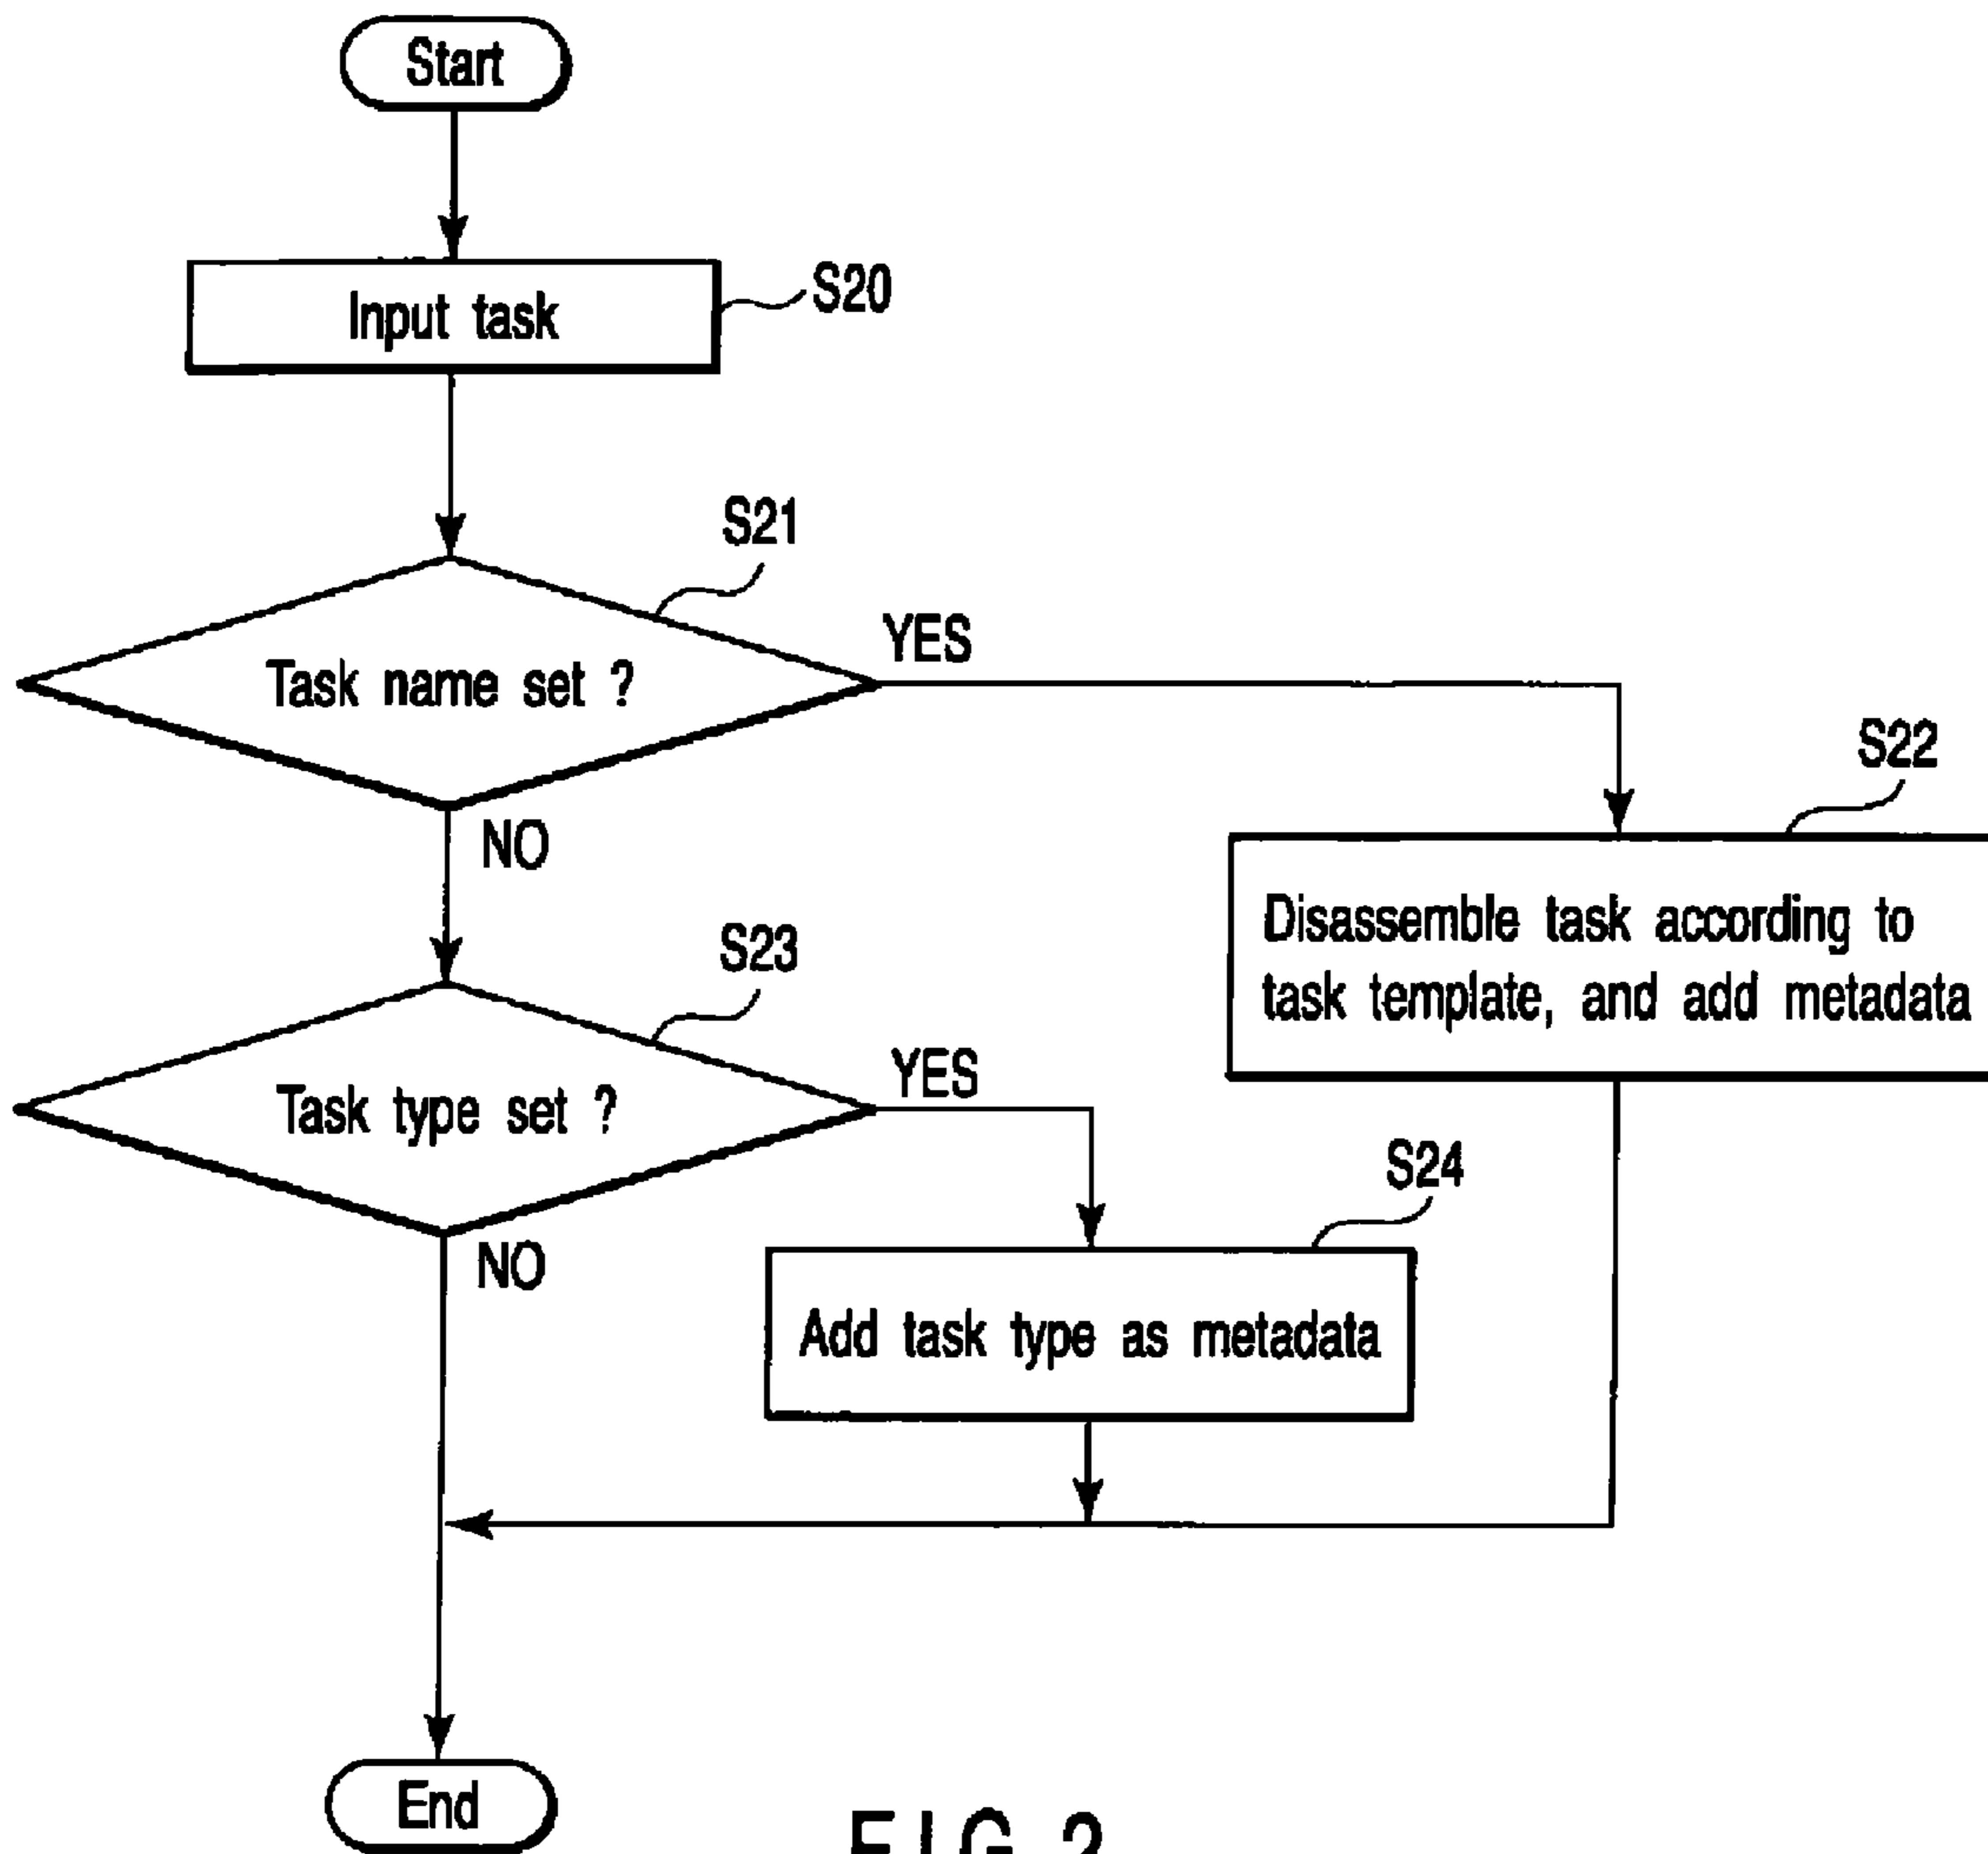 Start
Input task
S20
S21
Task name set ?
YES
NO
S22
Disassemble task according to
task template, and add metadata
S23
Task type set ?
YES
NO
S24
Add task type as metadata
End